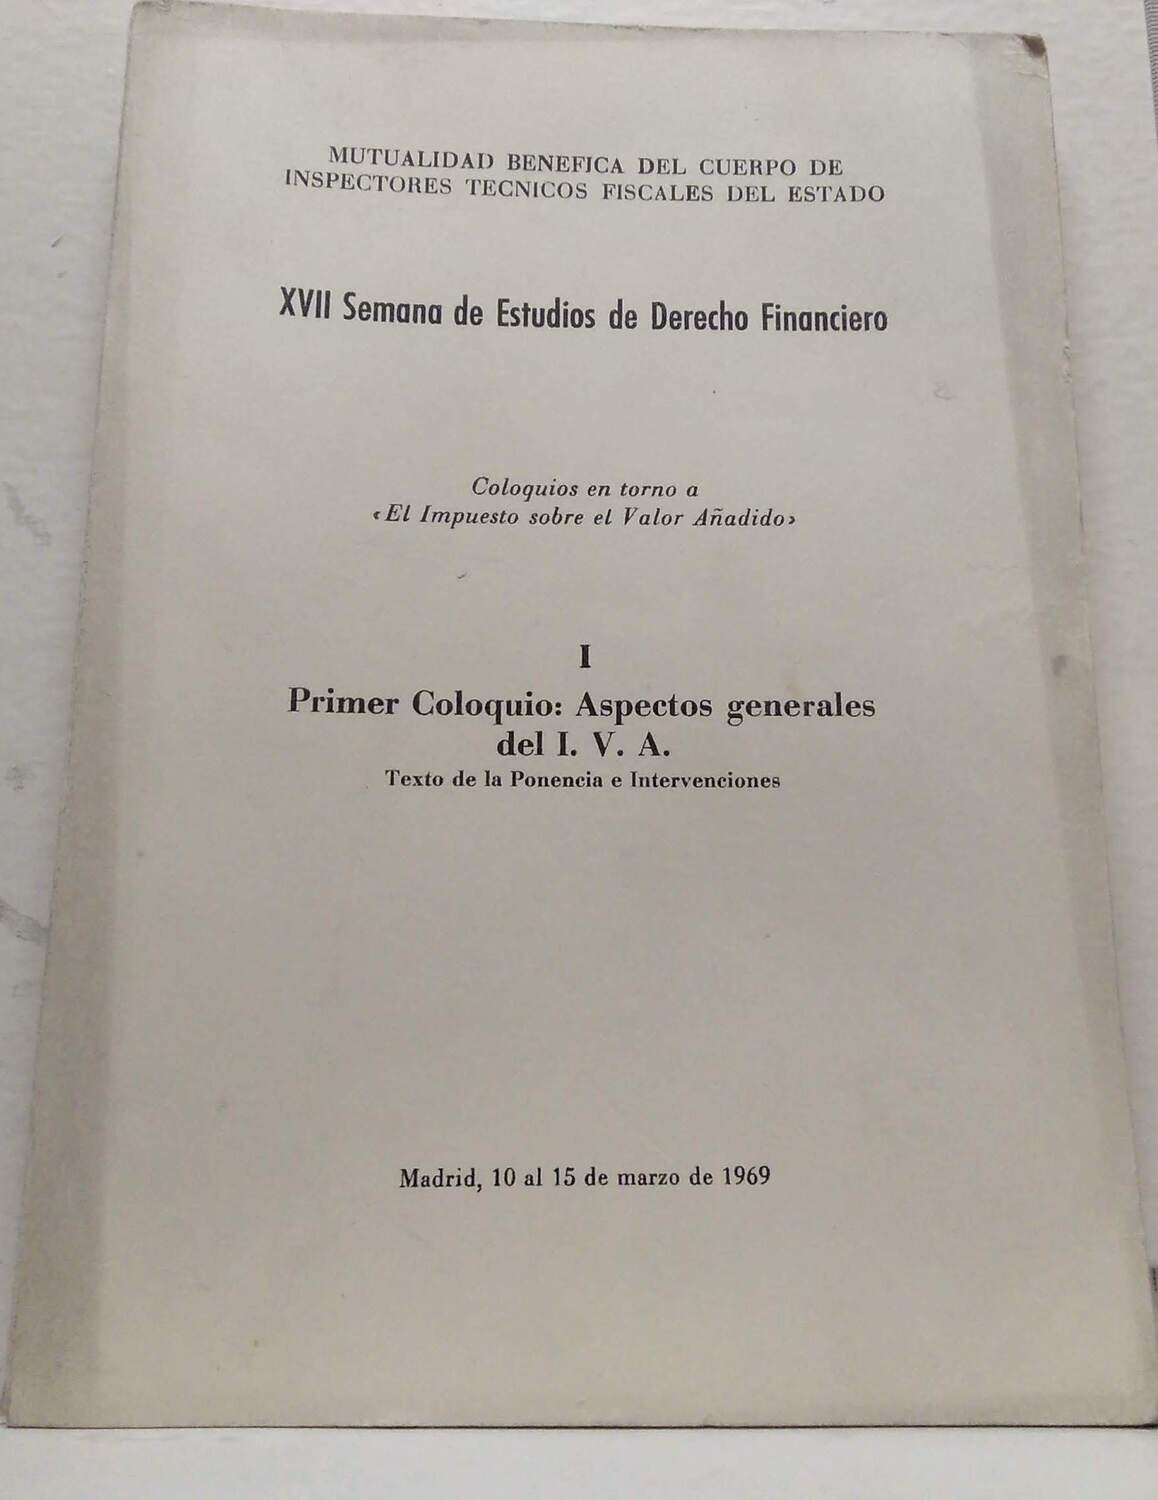 MUTUALIDAD BENEFICA DEL CUERPO DE
INSPECTORES TECNICOS FISCALES DEL ESTADO
XVII Semana de Estudios de Derecho Financiero
Coloquios en torno a
«El Impuesto sobre el Valor Añadido»
I
Primer Coloquio: Aspectos generales
del I. V. A.
Texto de la Ponencia e Intervenciones
Madrid, 10 al 15 de marzo de 1969